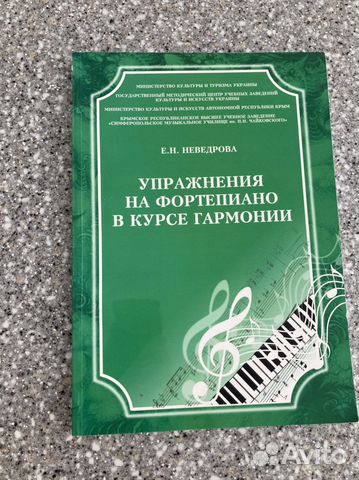 МИНИСТЕРСТВО КУЛЬТУРЫ И ТУРИЗМА УКРАИНЫ
ГОСУДАРСТВЕННЫЙ МЕТОДИЧЕСКИЙ ЦЕНТР УЧЕБНЫХ ЗАВЕДЕНИЙ
КУЛЬТУРЫ И ИСКУССТВ УКРАИНЫ
МИНИСТЕРСТВО КУЛЬТУРЫ И ИСКУССТВ АВТОНОМНОЙ РЕСПУБЛИКИ КРЫМ
КРЫМСКОЕ РЕСПУБЛИКАНСКОЕ ВЫСШЕЕ УЧЕБНОЕ ЗАВЕДЕНИЕ
«СИМФЕРОПОЛЬСКОЕ МУЗЫКАЛЬНОЕ УЧИЛИЩЕ им. П.И. ЧАЙКОВСКОГО»
Е.Н. НЕВЕДРОВА
УПРАЖНЕНИЯ
НА ФОРТЕПИАНО
В КУРСЕ ГАРМОНИИ
Avito